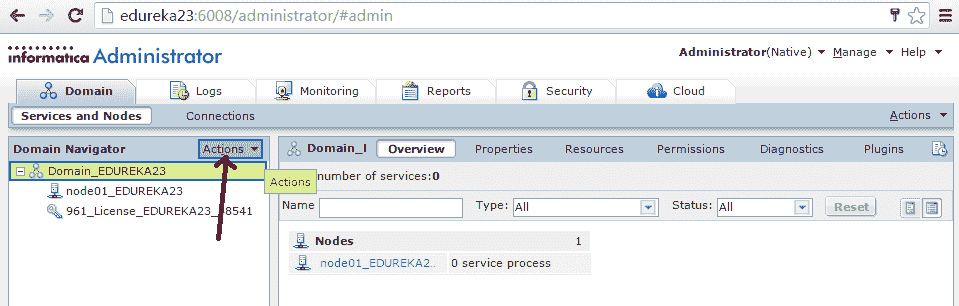 edureka23:6008/administrator/#admin
informatica Administrator
Administrator(Native) Manage Help
Domain Logs Monitoring Reports Security Cloud
Services and Nodes Connections Actions
Domain Navigator Actions
Domain_EDUREKA23
node01_EDUREKA23
961_License_EDUREKA23_ 8541
Actions
Domain_I Overview Properties Resources Permissions Diagnostics Plugins
number of services:0
Name Type: All Status: All Reset
Nodes 1
node01_EDUREKA2.. 0 service process